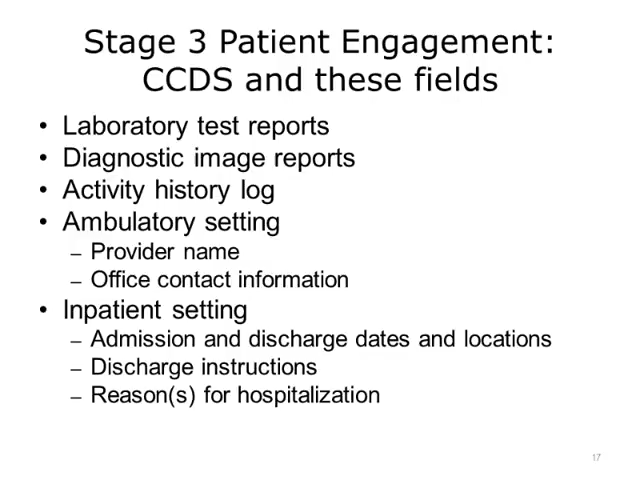 Stage 3 Patient Engagement:
CCDS and these fields
• Laboratory test reports
• Diagnostic image reports
• Activity history log
• Ambulatory setting
– Provider name
– Office contact information
• Inpatient setting
– Admission and discharge dates and locations
– Discharge instructions
– Reason(s) for hospitalization
17